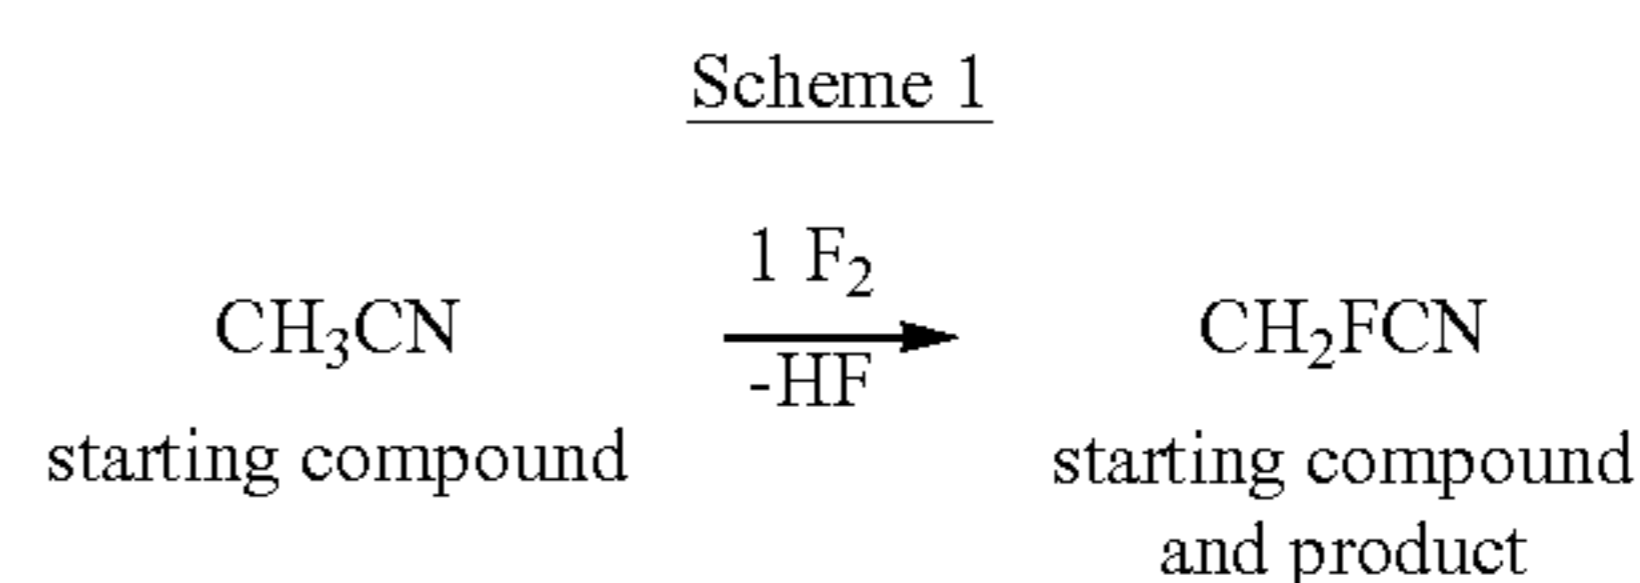 Scheme 1
1 F₂
CH₃CN
CH₂FCN
-HF
starting compound
starting compound
and product